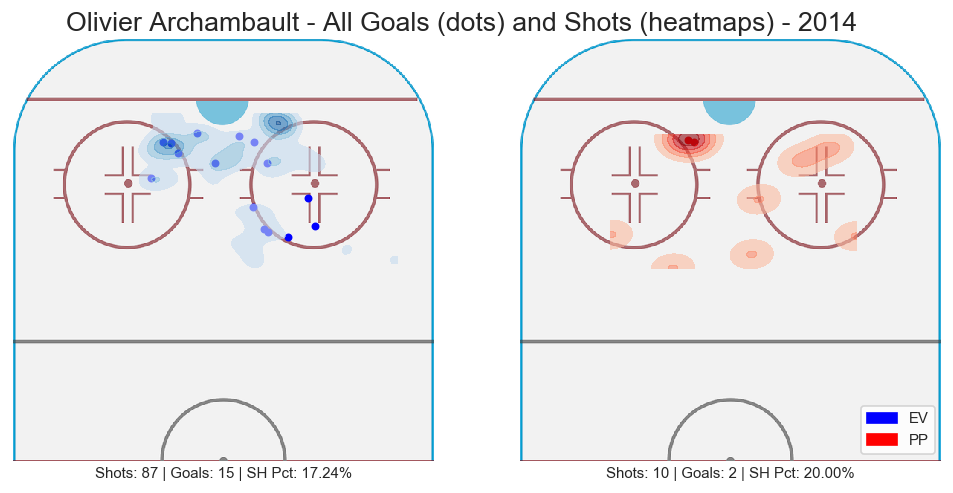 Olivier Archambault - All Goals (dots) and Shots (heatmaps) - 2014
EV
PP
Shots: 87 | Goals: 15 | SH Pct: 17.24%
Shots: 10 | Goals: 2 | SH Pct: 20.00%